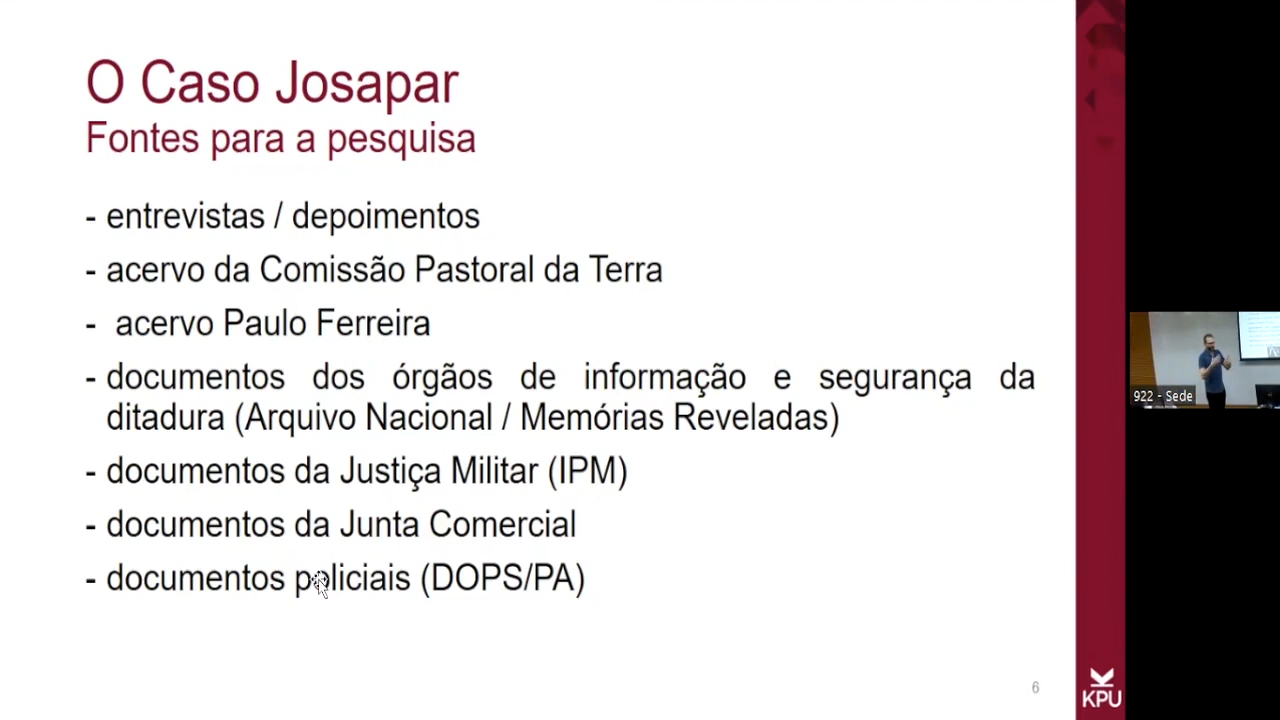 O Caso Josapar
Fontes para a pesquisa
- entrevistas / depoimentos
- acervo da Comissão Pastoral da Terra
- acervo Paulo Ferreira
- documentos dos órgãos de informação e segurança da
ditadura (Arquivo Nacional / Memórias Reveladas)
- documentos da Justiça Militar (IPM)
- documentos da Junta Comercial
- documentos policiais (DOPS/PA)
6
KPU
922 - Sede